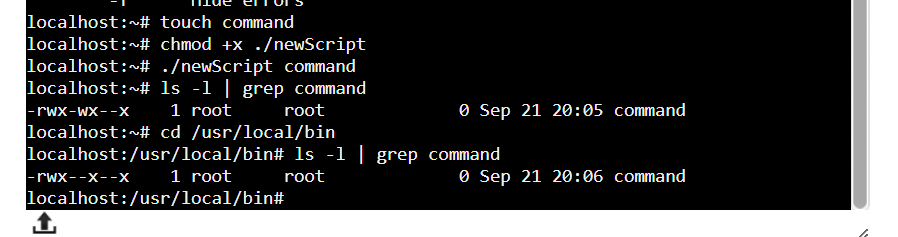 -f      hide errors
localhost:~# touch command
localhost:~# chmod +x ./newScript
localhost:~# ./newScript command
localhost:~# ls -l | grep command
-rwx-wx--x    1 root     root             0 Sep 21 20:05 command
localhost:~# cd /usr/local/bin
localhost:/usr/local/bin# ls -l | grep command
-rwx--x--x    1 root     root             0 Sep 21 20:06 command
localhost:/usr/local/bin#